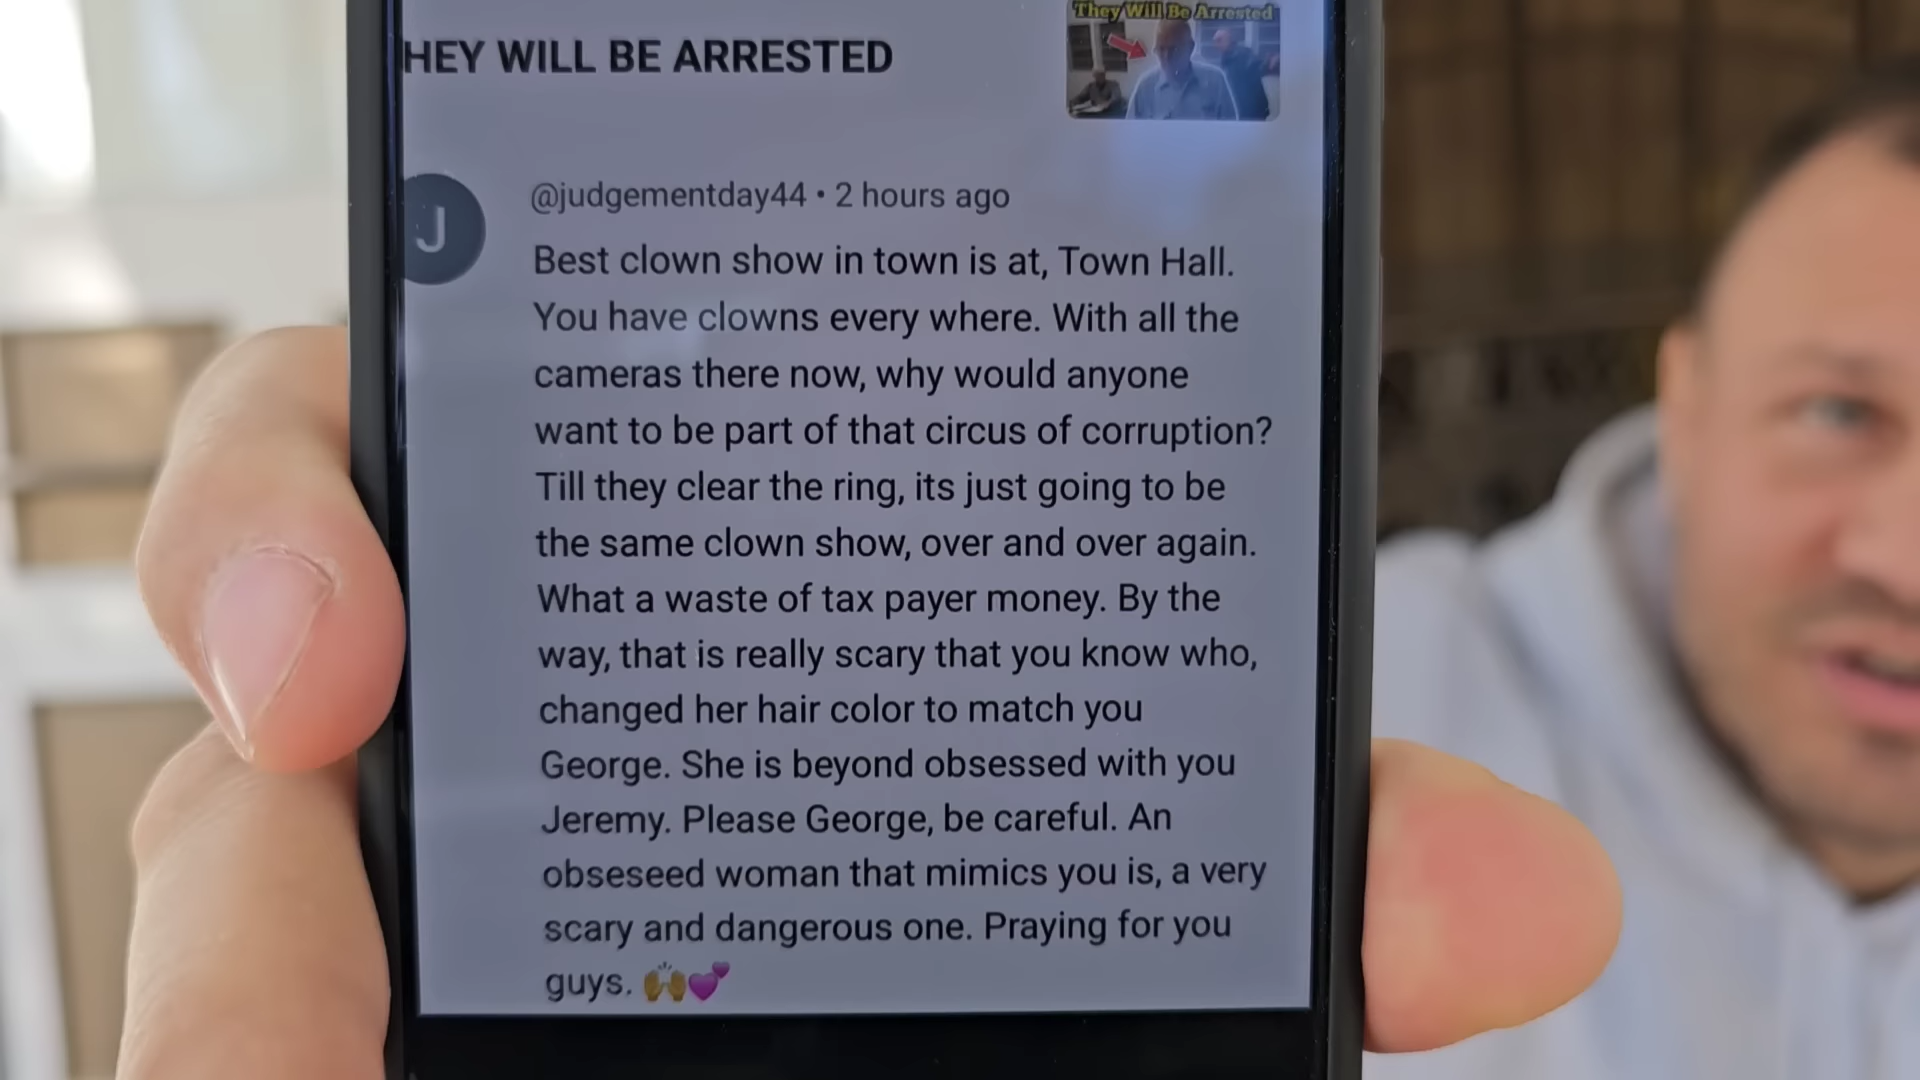 They Will Be Arrested
HEY WILL BE ARRESTED
J
@judgementday44 • 2 hours ago
Best clown show in town is at, Town Hall.
You have clowns every where. With all the
cameras there now, why would anyone
want to be part of that circus of corruption?
Till they clear the ring, its just going to be
the same clown show, over and over again.
What a waste of tax payer money. By the
way, that is really scary that you know who,
changed her hair color to match you
George. She is beyond obsessed with you
Jeremy. Please George, be careful. An
obseseed woman that mimics you is, a very
scary and dangerous one. Praying for you
guys. 🙌💕